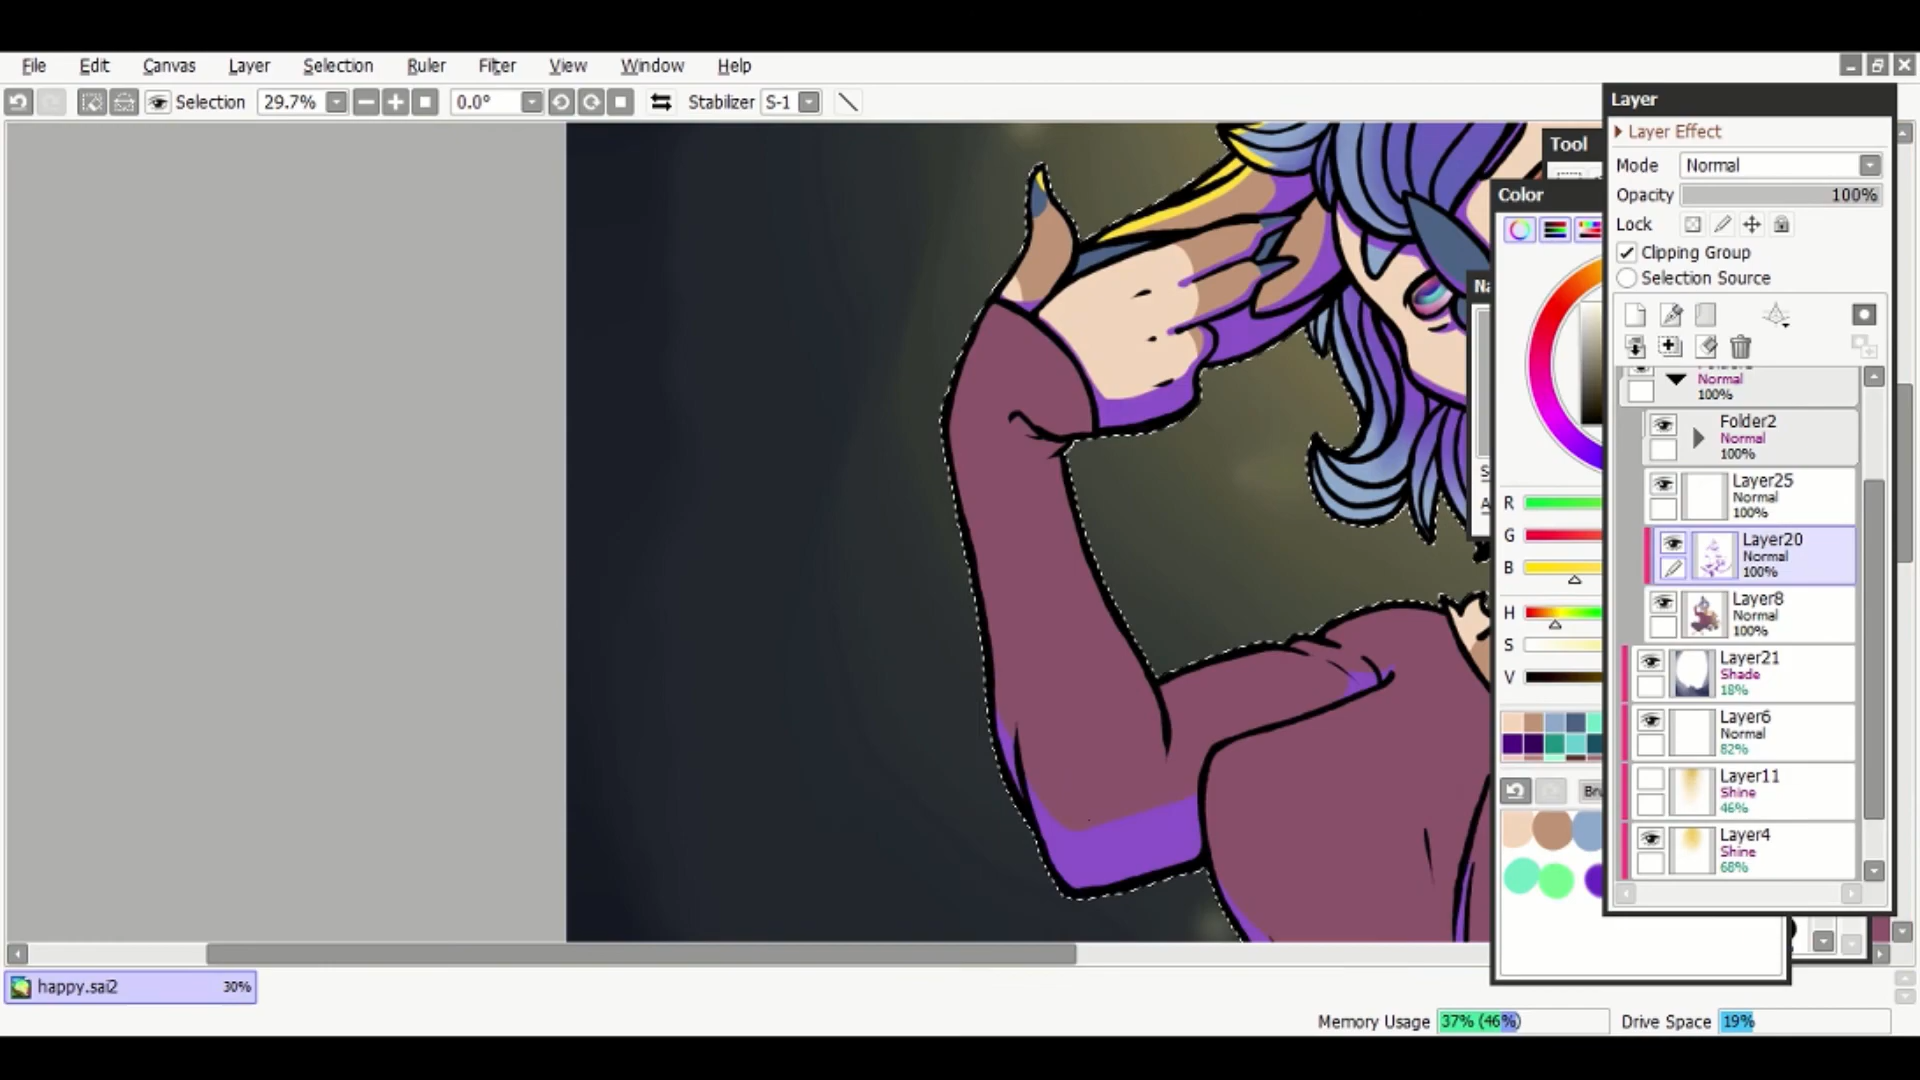 File Edit Canvas Layer Selection Ruler Filter View Window Help
Selection 29.7% 0.0° Stabilizer S-1
Layer
Layer Effect
Mode Normal
Opacity 100%
Lock
Clipping Group
Selection Source
Tool
Color
R
G
B
H
S
V
Normal
100%
Folder2
Normal
100%
Layer25
Normal
100%
Layer20
Normal
100%
Layer8
Normal
100%
Layer21
Shade
18%
Layer6
Normal
82%
Layer11
Shine
46%
Layer4
Shine
68%
happy.sai2 30%
Memory Usage 37% (46%) Drive Space 19%